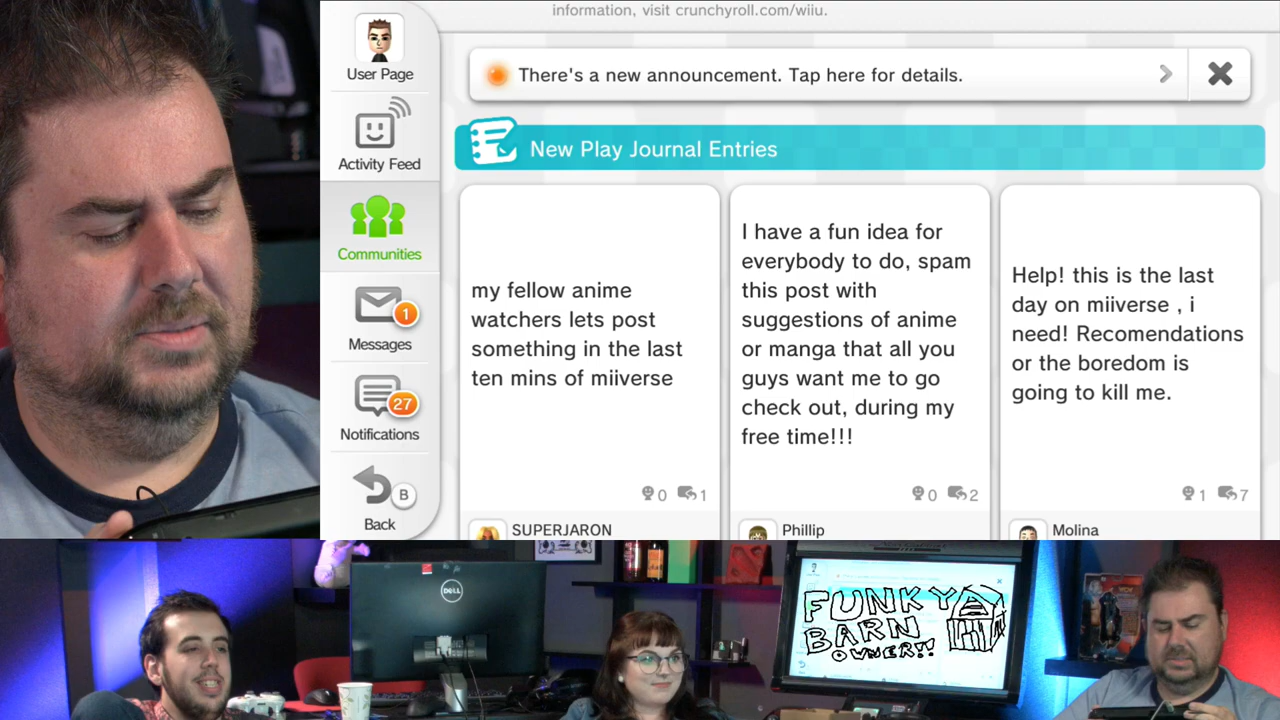 information, visit crunchyroll.com/wiiu.
User Page
There's a new announcement. Tap here for details.
Activity Feed
New Play Journal Entries
Communities
my fellow anime
watchers lets post
something in the last
ten mins of miiverse
0 1
I have a fun idea for
everybody to do, spam
this post with
suggestions of anime
or manga that all you
guys want me to go
check out, during my
free time!!!
0 2
Help! this is the last
day on miiverse , i
need! Recomendations
or the boredom is
going to kill me.
1 7
1
Messages
27
Notifications
B
Back
SUPERJARON
Phillip
Molina
DELL
FUNKY
BARN
OWNER!!